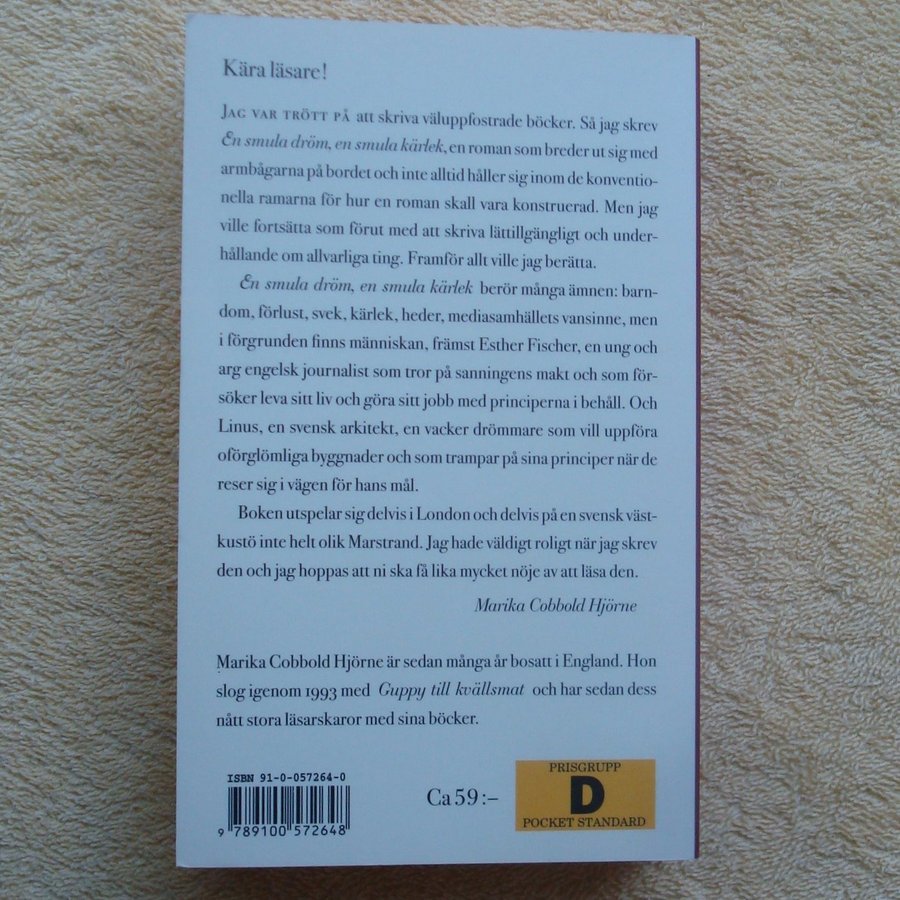 Kära läsare!
JAG VAR TRÖTT PÅ att skriva väluppfostrade böcker. Så jag skrev
En smula dröm, en smula kärlek, en roman som breder ut sig med
armbågarna på bordet och inte alltid håller sig inom de konventio-
nella ramarna för hur en roman skall vara konstruerad. Men jag
ville fortsätta som förut med att skriva lättillgängligt och under-
hållande om allvarliga ting. Framför allt ville jag berätta.
En smula dröm, en smula kärlek berör många ämnen: barn-
dom, förlust, svek, kärlek, heder, mediasamhällets vansinne, men
i förgrunden finns människan, främst Esther Fischer, en ung och
arg engelsk journalist som tror på sanningens makt och som för-
söker leva sitt liv och göra sitt jobb med principerna i behåll. Och
Linus, en svensk arkitekt, en vacker drömmare som vill uppföra
oförglömliga byggnader och som trampar på sina principer när de
reser sig i vägen för hans mål.
Boken utspelar sig delvis i London och delvis på en svensk väst-
kustö inte helt olik Marstrand. Jag hade väldigt roligt när jag skrev
den och jag hoppas att ni ska få lika mycket nöje av att läsa den.
Marika Cobbold Hjörne
Marika Cobbold Hjörne är sedan många år bosatt i England. Hon
slog igenom 1993 med Guppy till kvällsmat och har sedan dess
nått stora läsarskaror med sina böcker.
ISBN 91-0-057264-0
9 789100 572648
Ca 59:–
PRISGRUPP
D
POCKET STANDARD